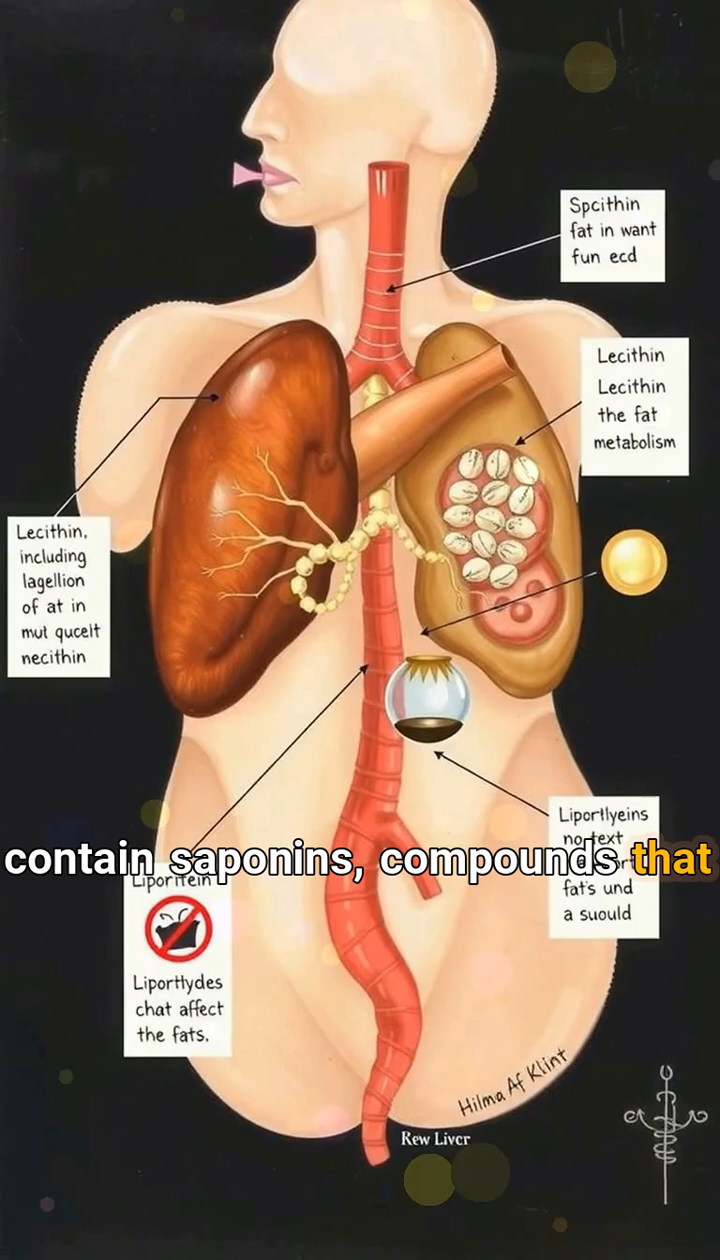 Spcithin
fat in want
fun ecd
Lecithin
Lecithin
the fat
metabolism
Lecithin,
including
lagellion
of at in
mut qucelt
necithin
Liportlyeins
no text
fat's und
a suould
contain saponins, compounds that
Liporitein
Liportlydes
chat affect
the fats.
Hilma Af Klint
Rew Liver